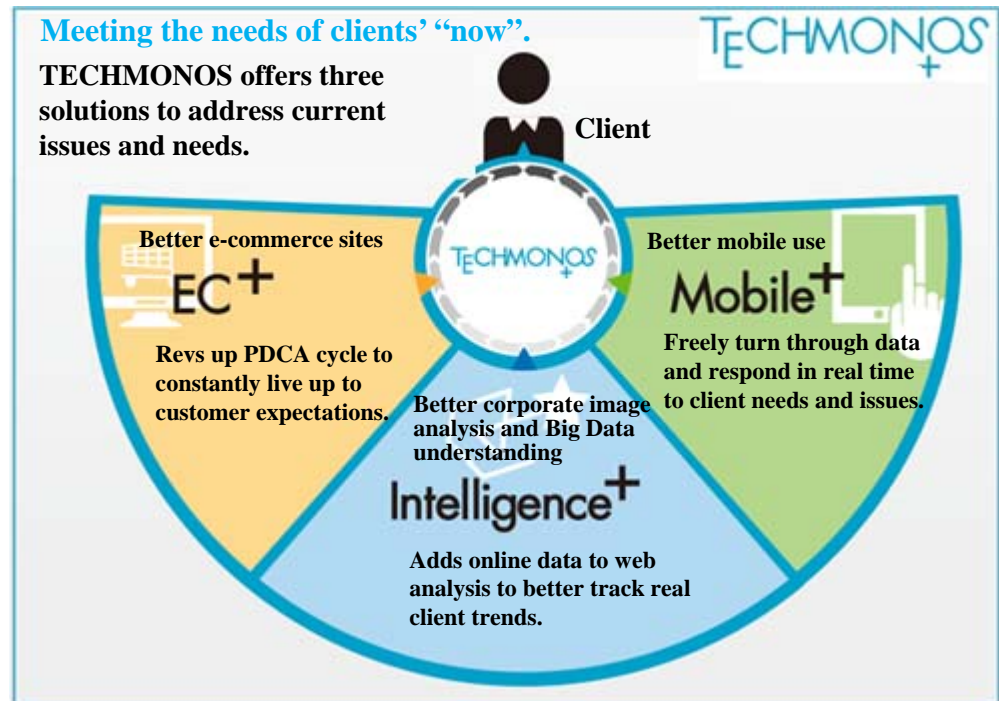 Meeting the needs of clients’ “now”.
TECHMONOS+
TECHMONOS offers three
solutions to address current
issues and needs.
Client
TECHMONOS+
Better e-commerce sites
EC+
Revs up PDCA cycle to
constantly live up to
customer expectations.
Better corporate image
analysis and Big Data
understanding
Intelligence+
Adds online data to web
analysis to better track real
client trends.
Better mobile use
Mobile+
Freely turn through data
and respond in real time
to client needs and issues.